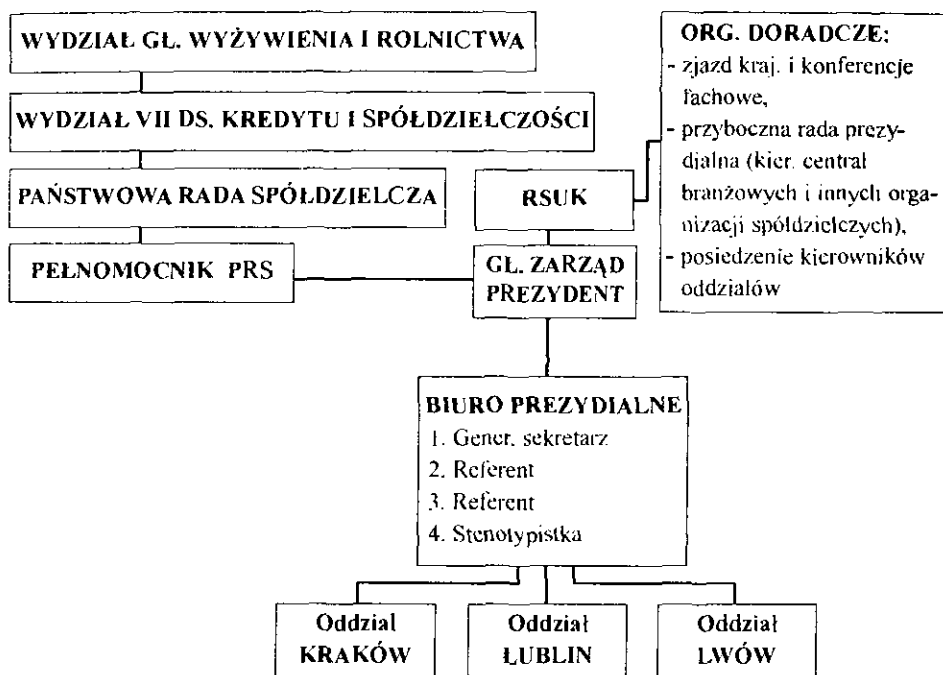 WYDZIAŁ GŁ. WYŻYWIENIA I ROLNICTWA
WYDZIAŁ VII DS. KREDYTU I SPÓŁDZIELCZOŚCI
PAŃSTWOWA RADA SPÓŁDZIELCZA
PEŁNOMOCNIK PRS
RSUK
GŁ. ZARZĄD
PREZYDENT
ORG. DORADCZE:
- zjazd kraj. i konferencje
fachowe,
- przyboczna rada prezy-
djalna (kier. central
branżowych i innych orga-
nizacji spółdzielczych),
- posiedzenie kierowników
oddziałów
BIURO PREZYDIALNE
1. Gener. sekretarz
2. Referent
3. Referent
4. Stenotypistka
Oddział
KRAKÓW
Oddział
ŁUBLIN
Oddział
LWÓW